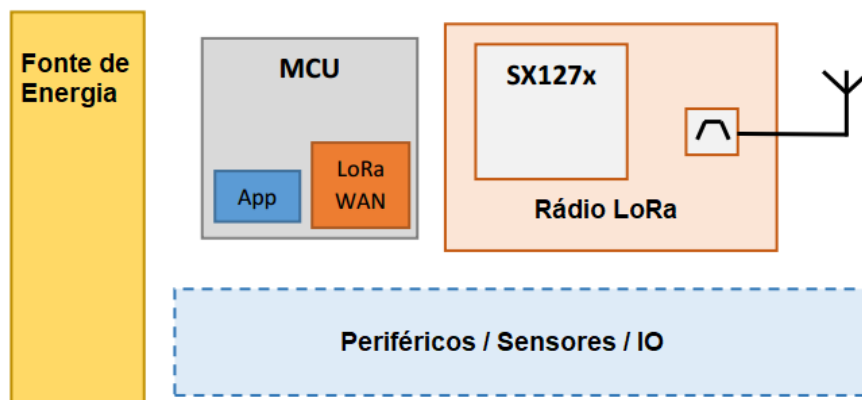 Fonte de
Energia
MCU
App
LoRa
WAN
SX127x
Rádio LoRa
Periféricos / Sensores / IO